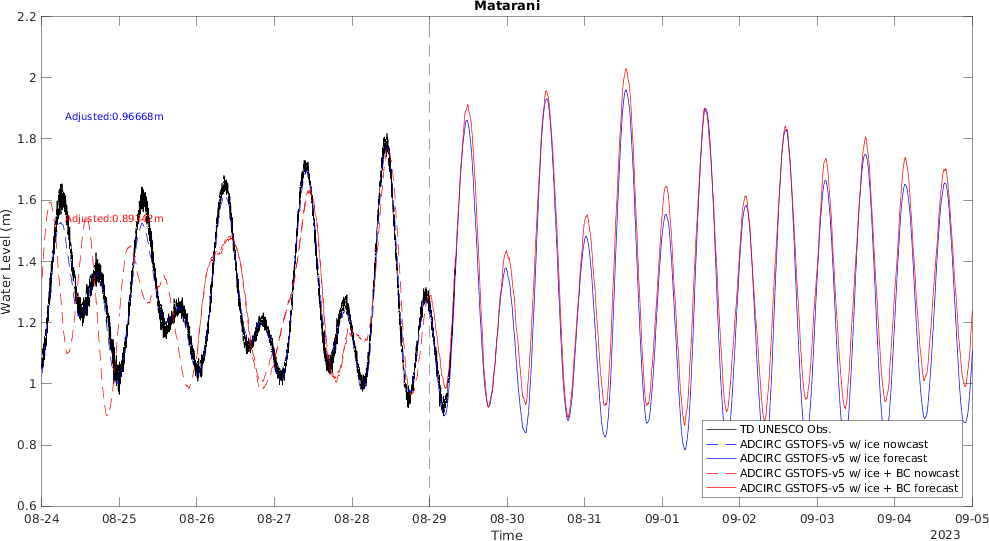 Matarani
2.2
2
1.8
1.6
1.4
1.2
1
0.8
0.6
Water Level (m)
Adjusted:0.96668m
08-24
08-25
08-26
08-27
08-28
08-29
08-30
08-31
09-01
09-02
09-03
09-04
09-05
Time
2023
TD UNESCO Obs.
ADCIRC GSTOFS-v5 w/ ice nowcast
ADCIRC GSTOFS-v5 w/ ice forecast
ADCIRC GSTOFS-v5 w/ ice + BC nowcast
ADCIRC GSTOFS-v5 w/ ice + BC forecast